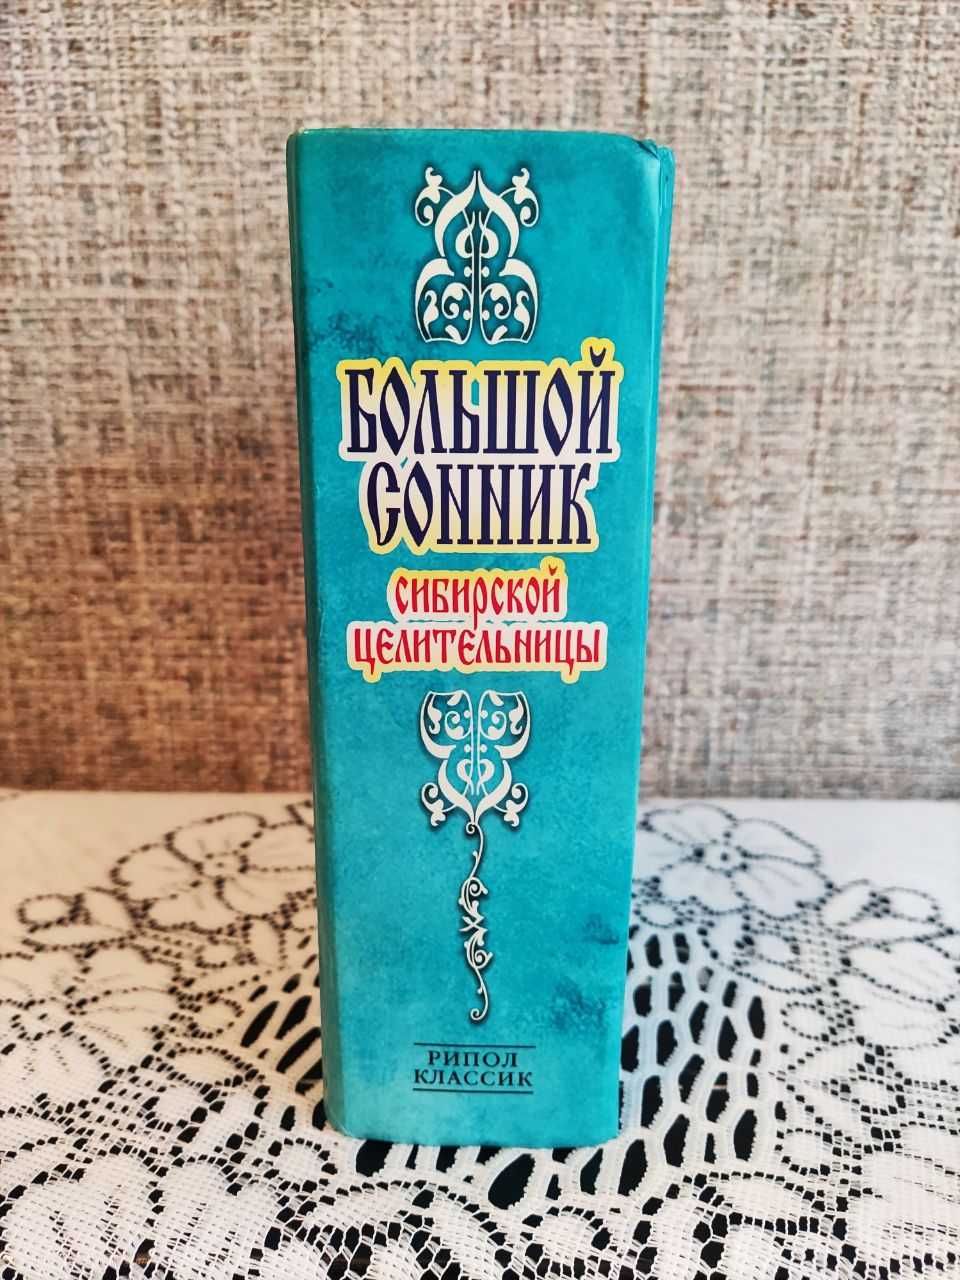 БОЛЬШОЙ
СОННИК
СИБИРСКОЙ
ЦЕЛИТЕЛЬНИЦЫ
РИПОЛ
КЛАССИК